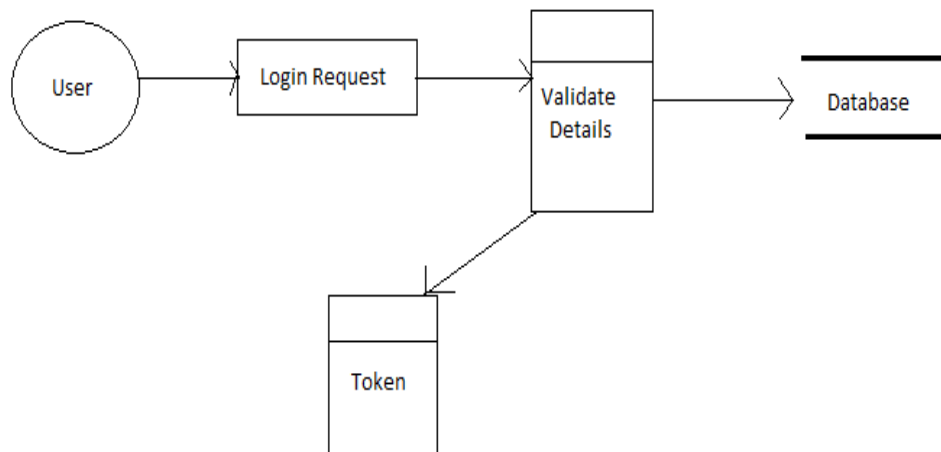 User
Login Request
Validate
Details
Database
Token